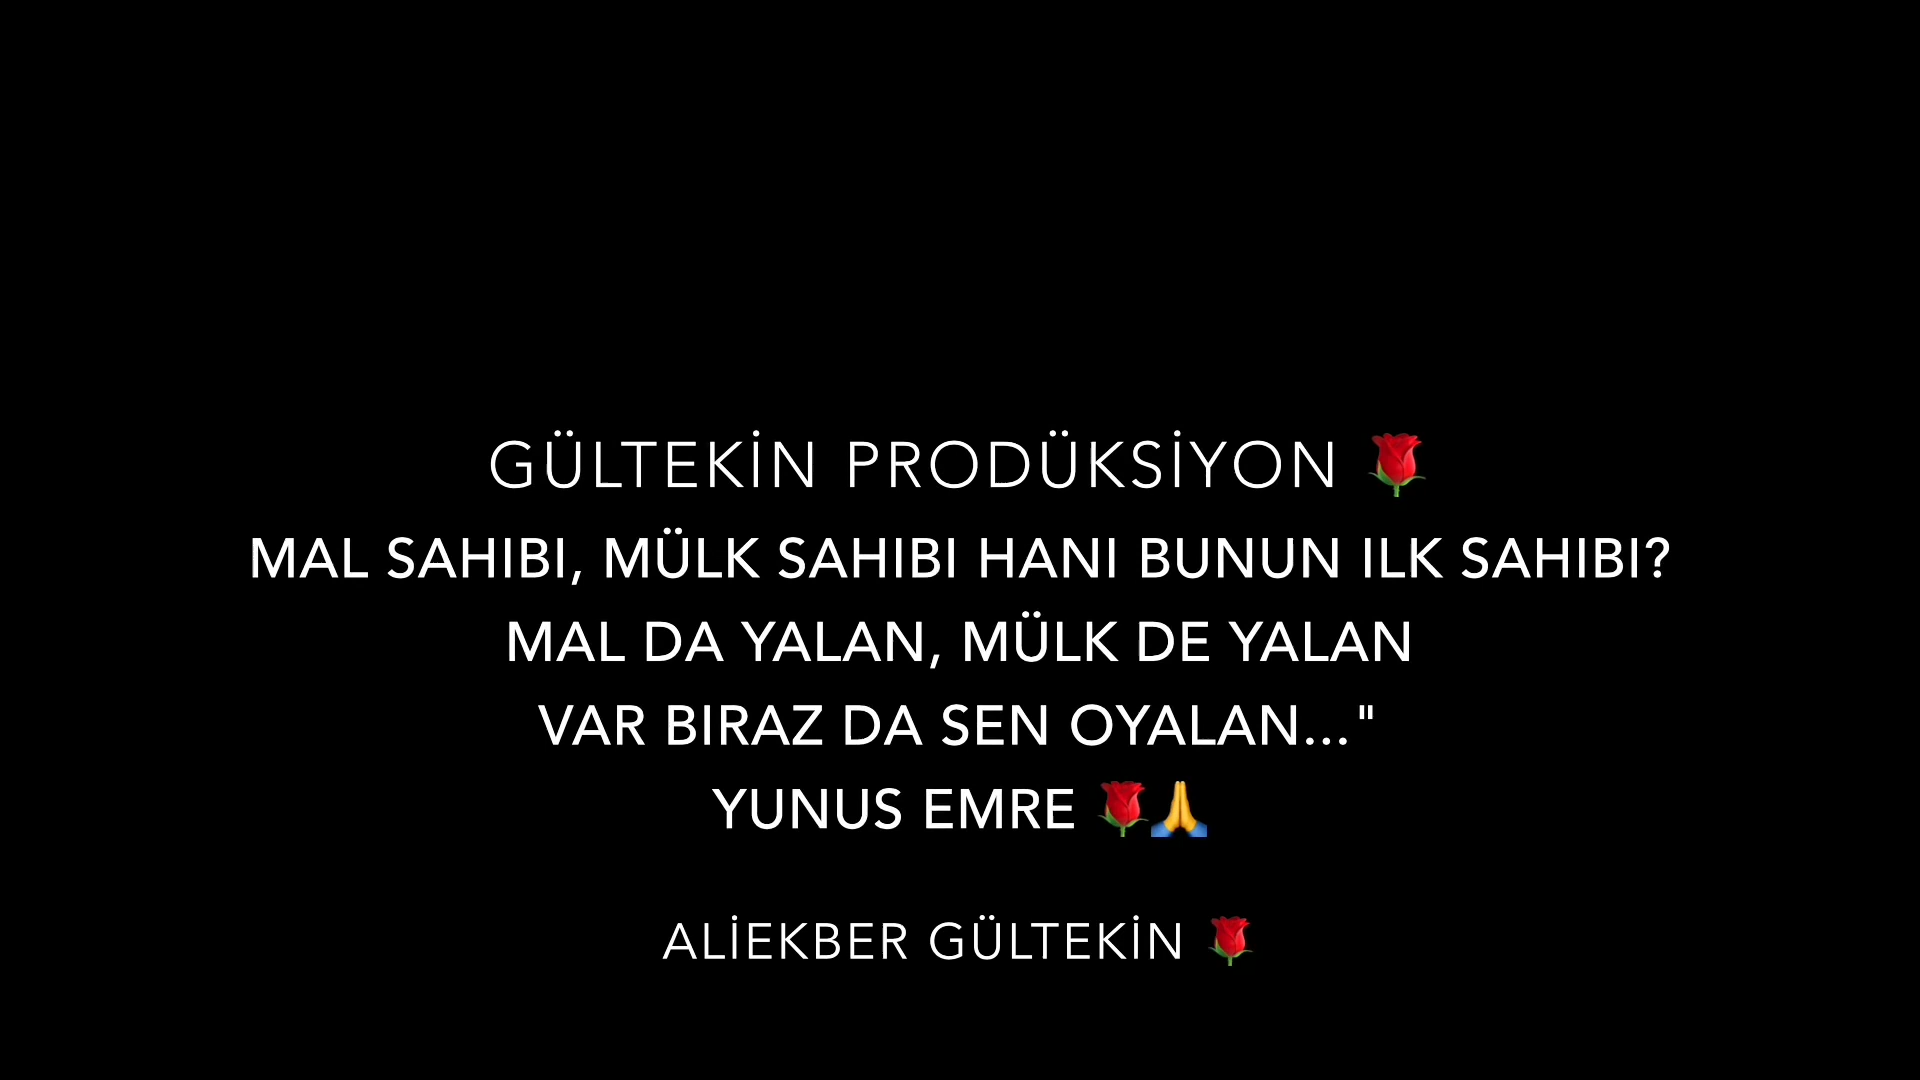 GÜLTEKİN PRODÜKSİYON 🌹
MAL SAHIBI, MÜLK SAHIBI HANI BUNUN ILK SAHIBI?
MAL DA YALAN, MÜLK DE YALAN
VAR BIRAZ DA SEN OYALAN..."
YUNUS EMRE 🌹🙏
ALİEKBER GÜLTEKİN 🌹